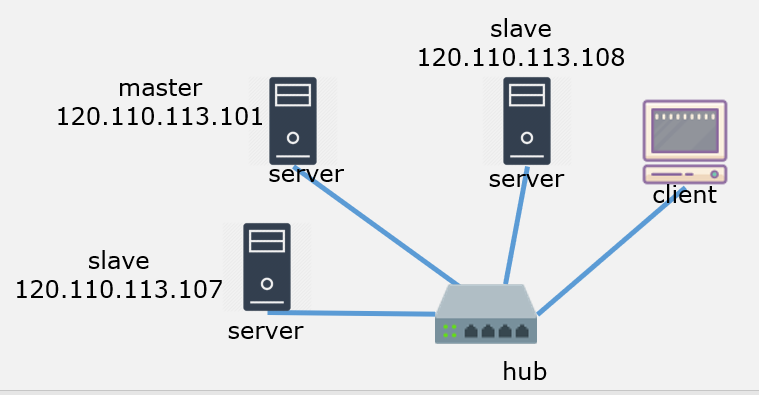 slave
120.110.113.108
master
120.110.113.101
server
server
client
slave
120.110.113.107
server
hub